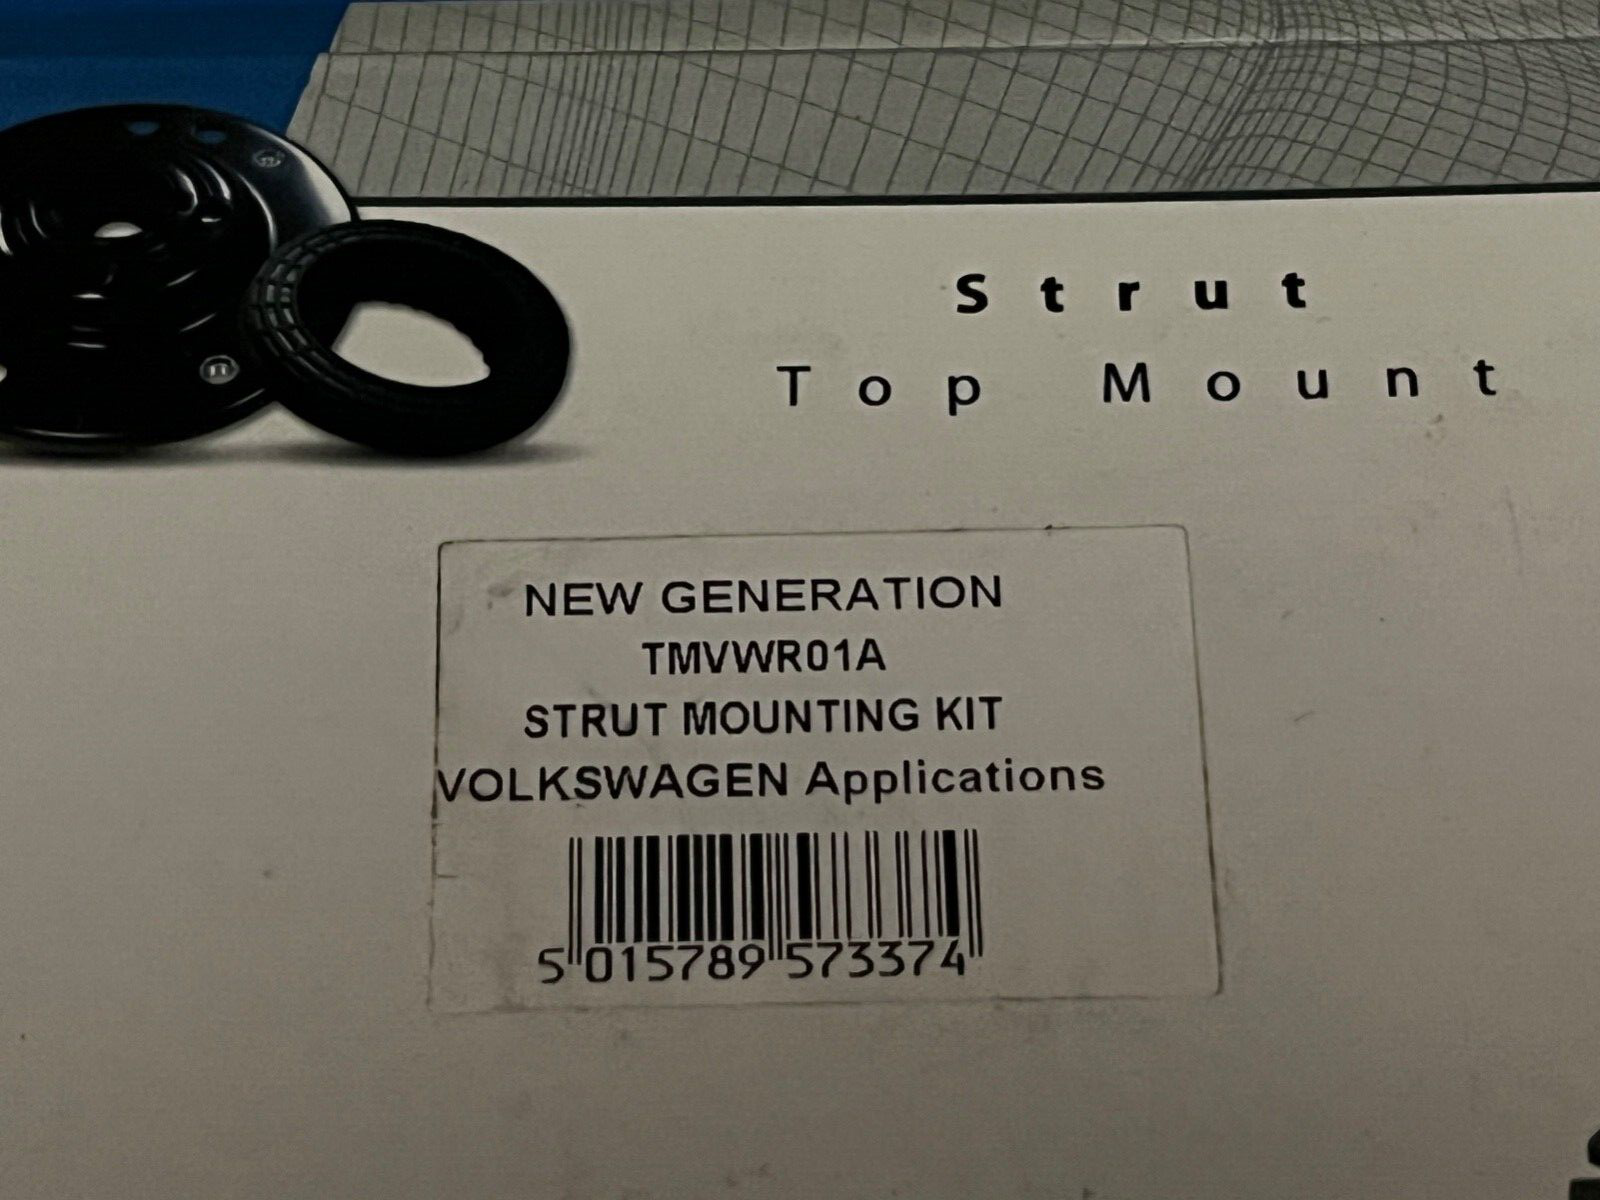 Strut
Top Mount
NEW GENERATION
TMVWR01A
STRUT MOUNTING KIT
VOLKSWAGEN Applications
5 015789 573374